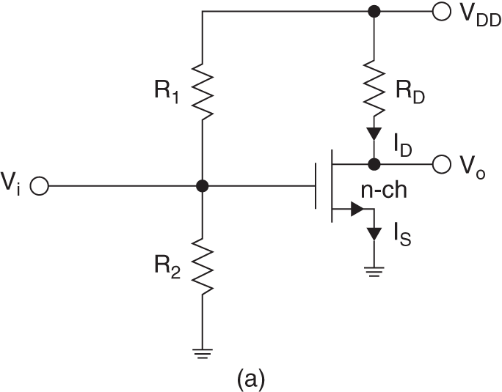 V_DD
R_1
R_D
I_D
V_i
V_o
n-ch
I_S
R_2
(a)